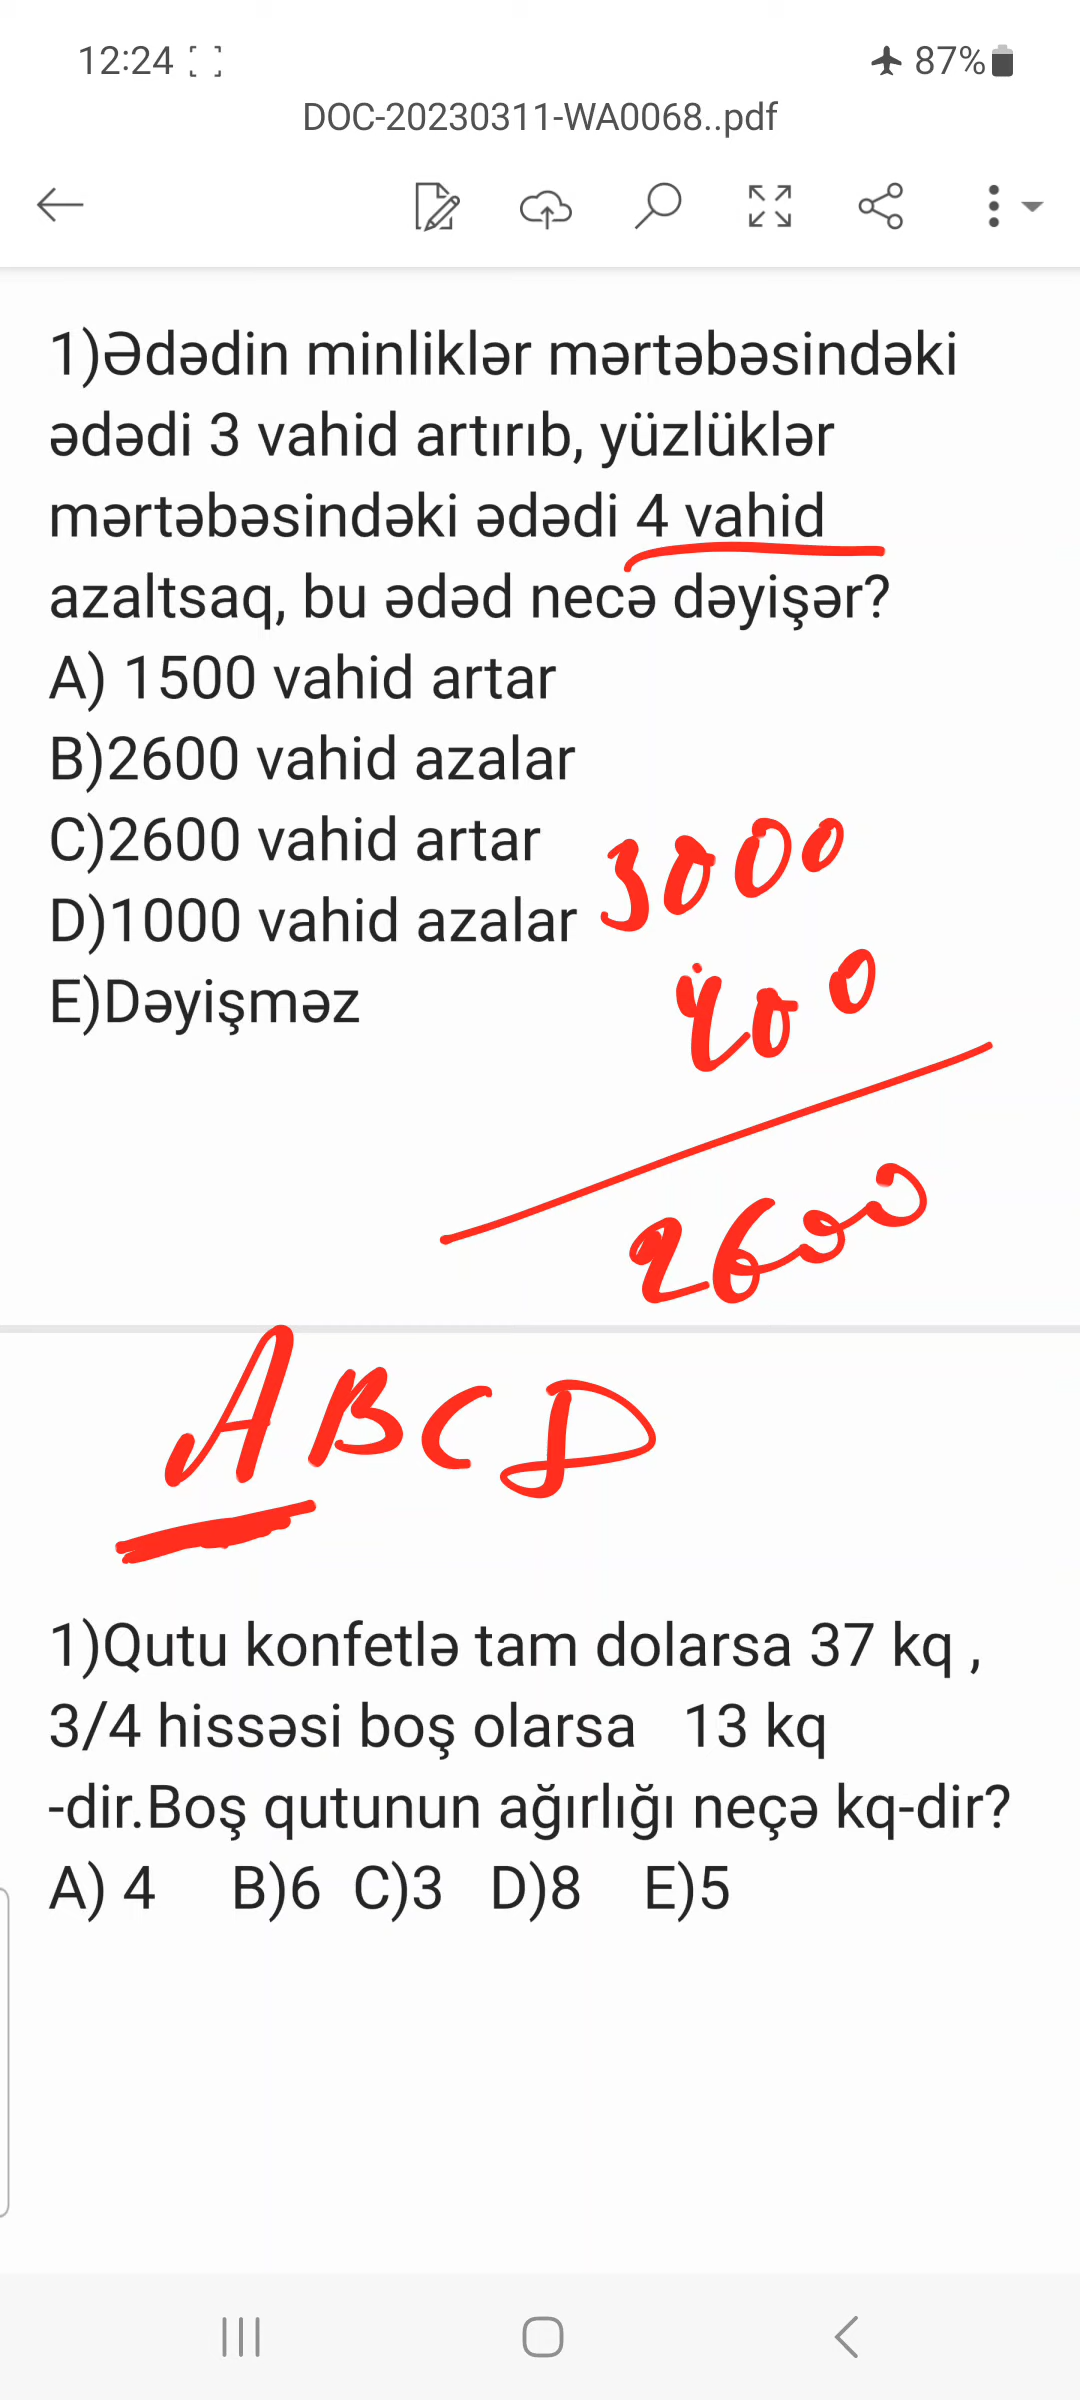 12:24
87%
DOC-20230311-WA0068..pdf
1)Ədədin minliklər mərtəbəsindəki
ədədi 3 vahid artırıb, yüzlüklər
mərtəbəsindəki ədədi 4 vahid
azaltsaq, bu ədəd necə dəyişər?
A) 1500 vahid artar
B)2600 vahid azalar
C)2600 vahid artar
D)1000 vahid azalar
E)Dəyişməz
3000
400
2600
ABCD
1)Qutu konfetlə tam dolarsa 37 kq ,
3/4 hissəsi boş olarsa 13 kq
-dir.Boş qutunun ağırlığı neçə kq-dir?
A) 4 B)6 C)3 D)8 E)5